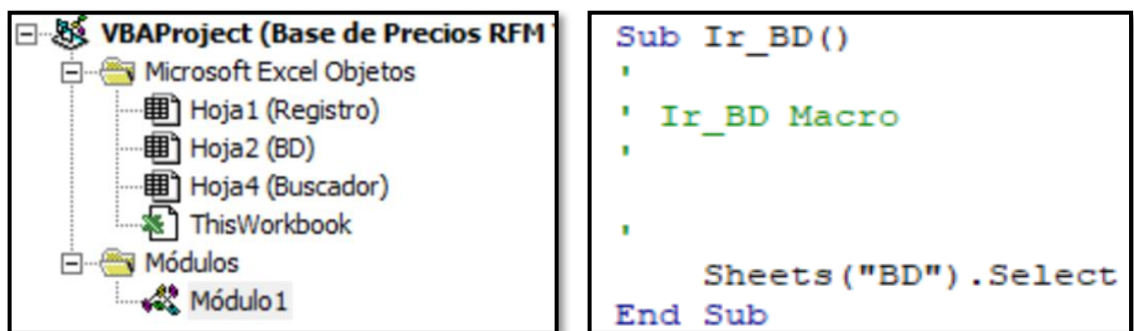 VBAProject (Base de Precios RFM
Microsoft Excel Objetos
Hoja1 (Registro)
Hoja2 (BD)
Hoja4 (Buscador)
ThisWorkbook
Módulos
Módulo1
Sub Ir_BD()
'
' Ir_BD Macro
'
'
Sheets("BD").Select
End Sub